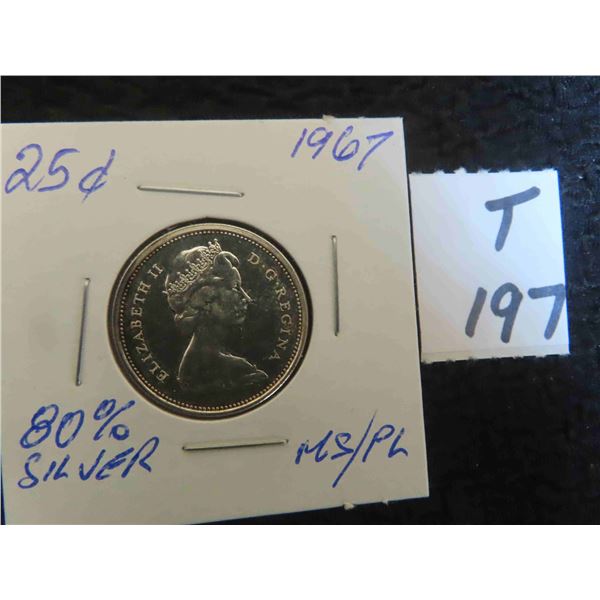 25¢
1967
T
197
ELIZABETH II
D·G·REGINA
80%
SILVER
MS/PL